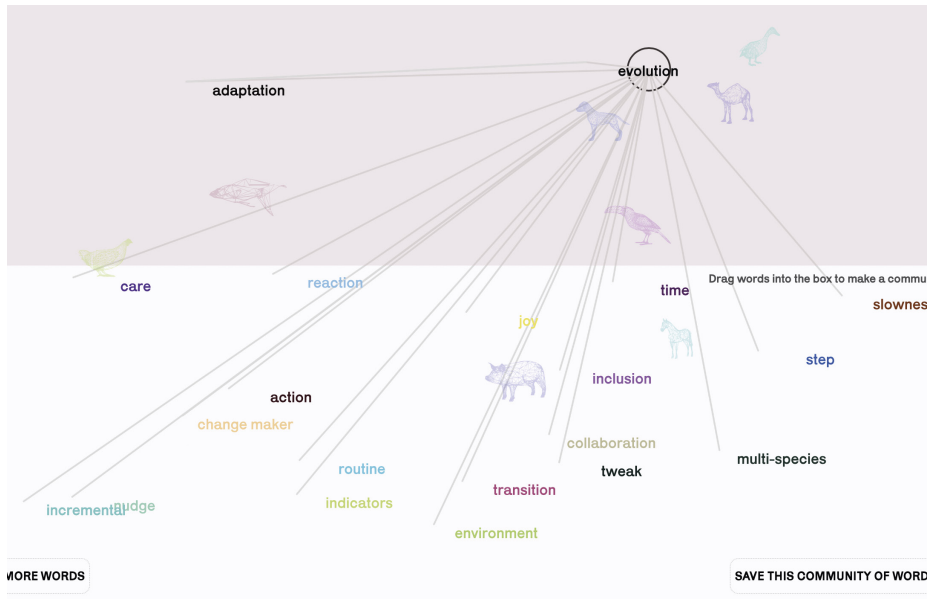 evolution
adaptation
Drag words into the box to make a commu
care
reaction
time
slownes
joy
step
inclusion
action
change maker
collaboration
multi-species
routine
tweak
transition
indicators
incremental
nudge
environment
MORE WORDS
SAVE THIS COMMUNITY OF WORD